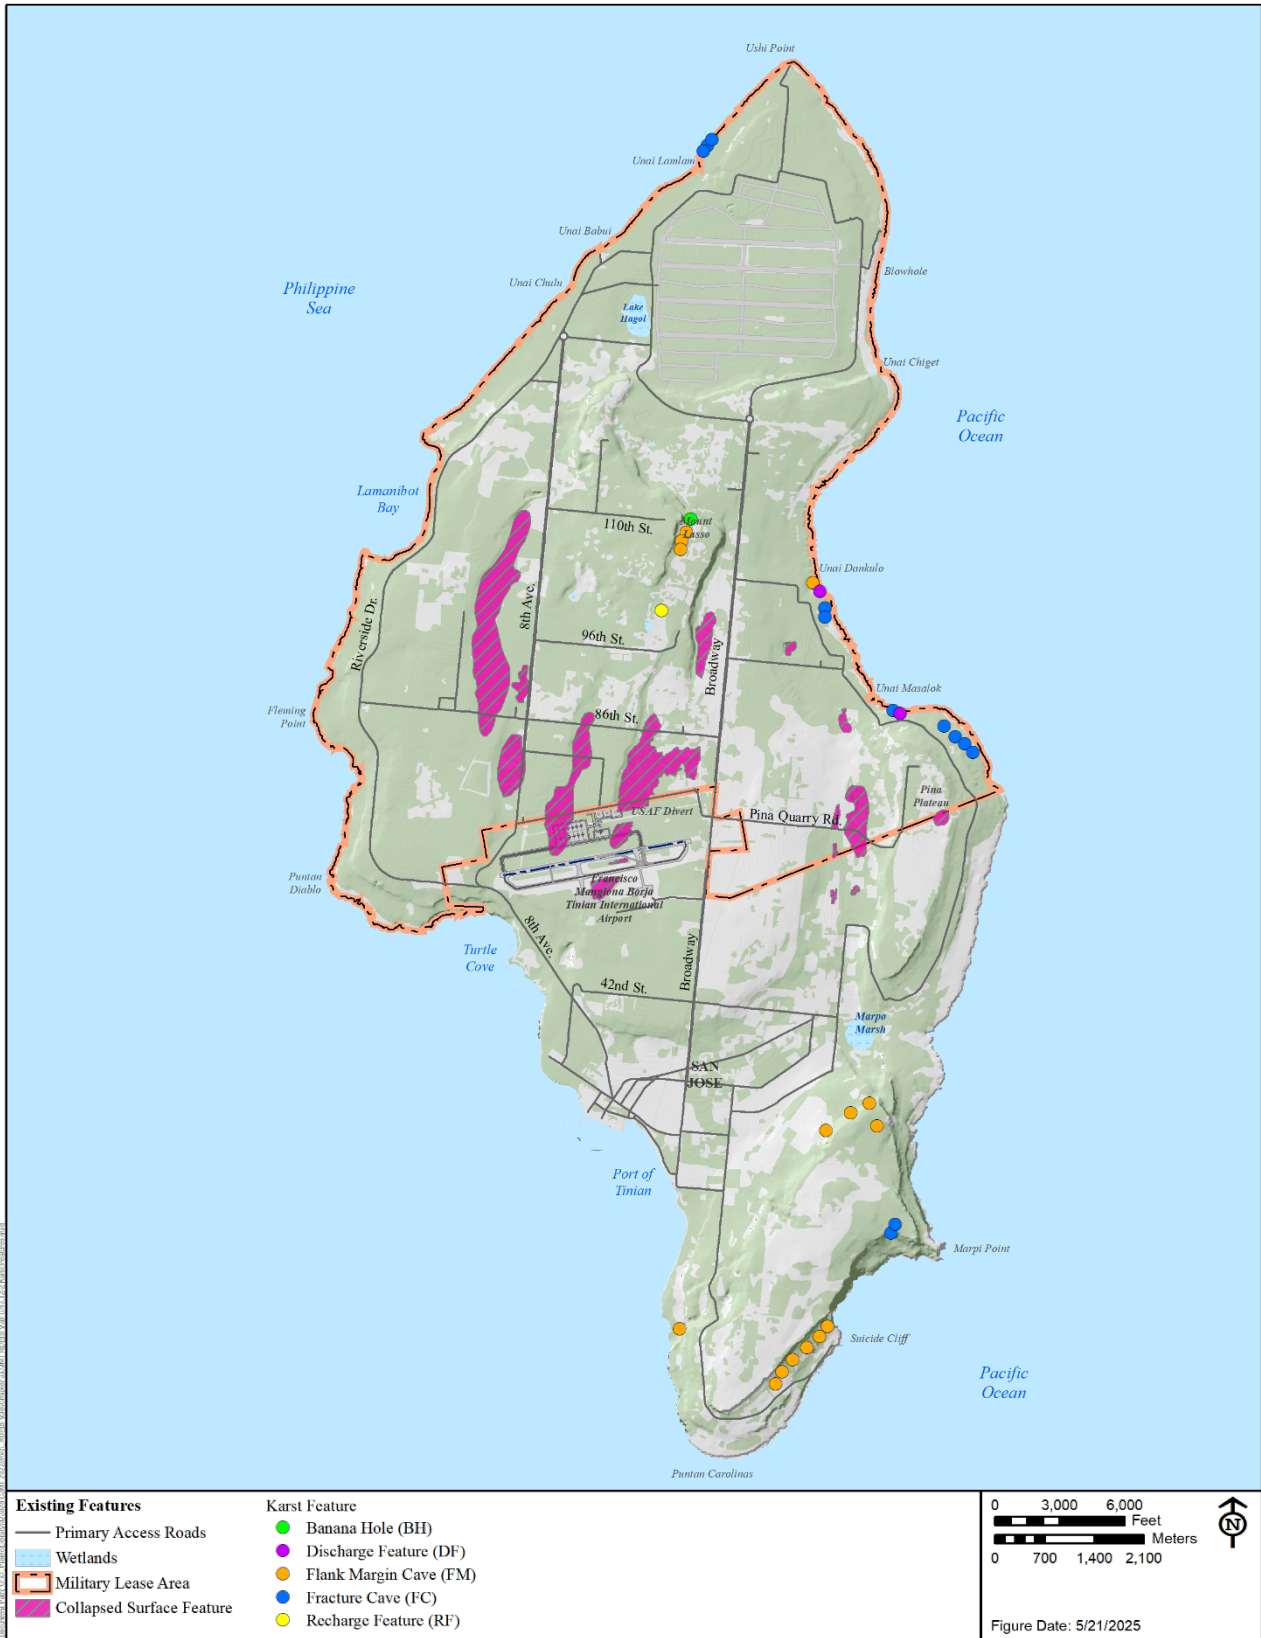 Ushi Point
Unai Lamlam
Unai Babui
Blowhole
Unai Chulu
Philippine
Sea
Lake
Hagoi
Unai Chiget
Pacific
Ocean
Lamanibot
Bay
110th St.
Mount
Lasso
Unai Dankulo
8th Ave.
Riverside Dr.
96th St.
Broadway
Unai Masalok
Fleming
Point
86th St.
Pina
Plateau
USAF Divert
Pina Quarry Rd.
Puntan
Diablo
Francisco
Manglona Borja
Tinian International
Airport
8th Ave.
Turtle
Cove
Broadway
42nd St.
Marpo
Marsh
SAN
JOSE
Port of
Tinian
Marpi Point
Suicide Cliff
Pacific
Ocean
Puntan Carolinas
Existing Features
Primary Access Roads
Wetlands
Military Lease Area
Collapsed Surface Feature
Karst Feature
Banana Hole (BH)
Discharge Feature (DF)
Flank Margin Cave (FM)
Fracture Cave (FC)
Recharge Feature (RF)
0 3,000 6,000
Feet
Meters
0 700 1,400 2,100
N
Figure Date: 5/21/2025